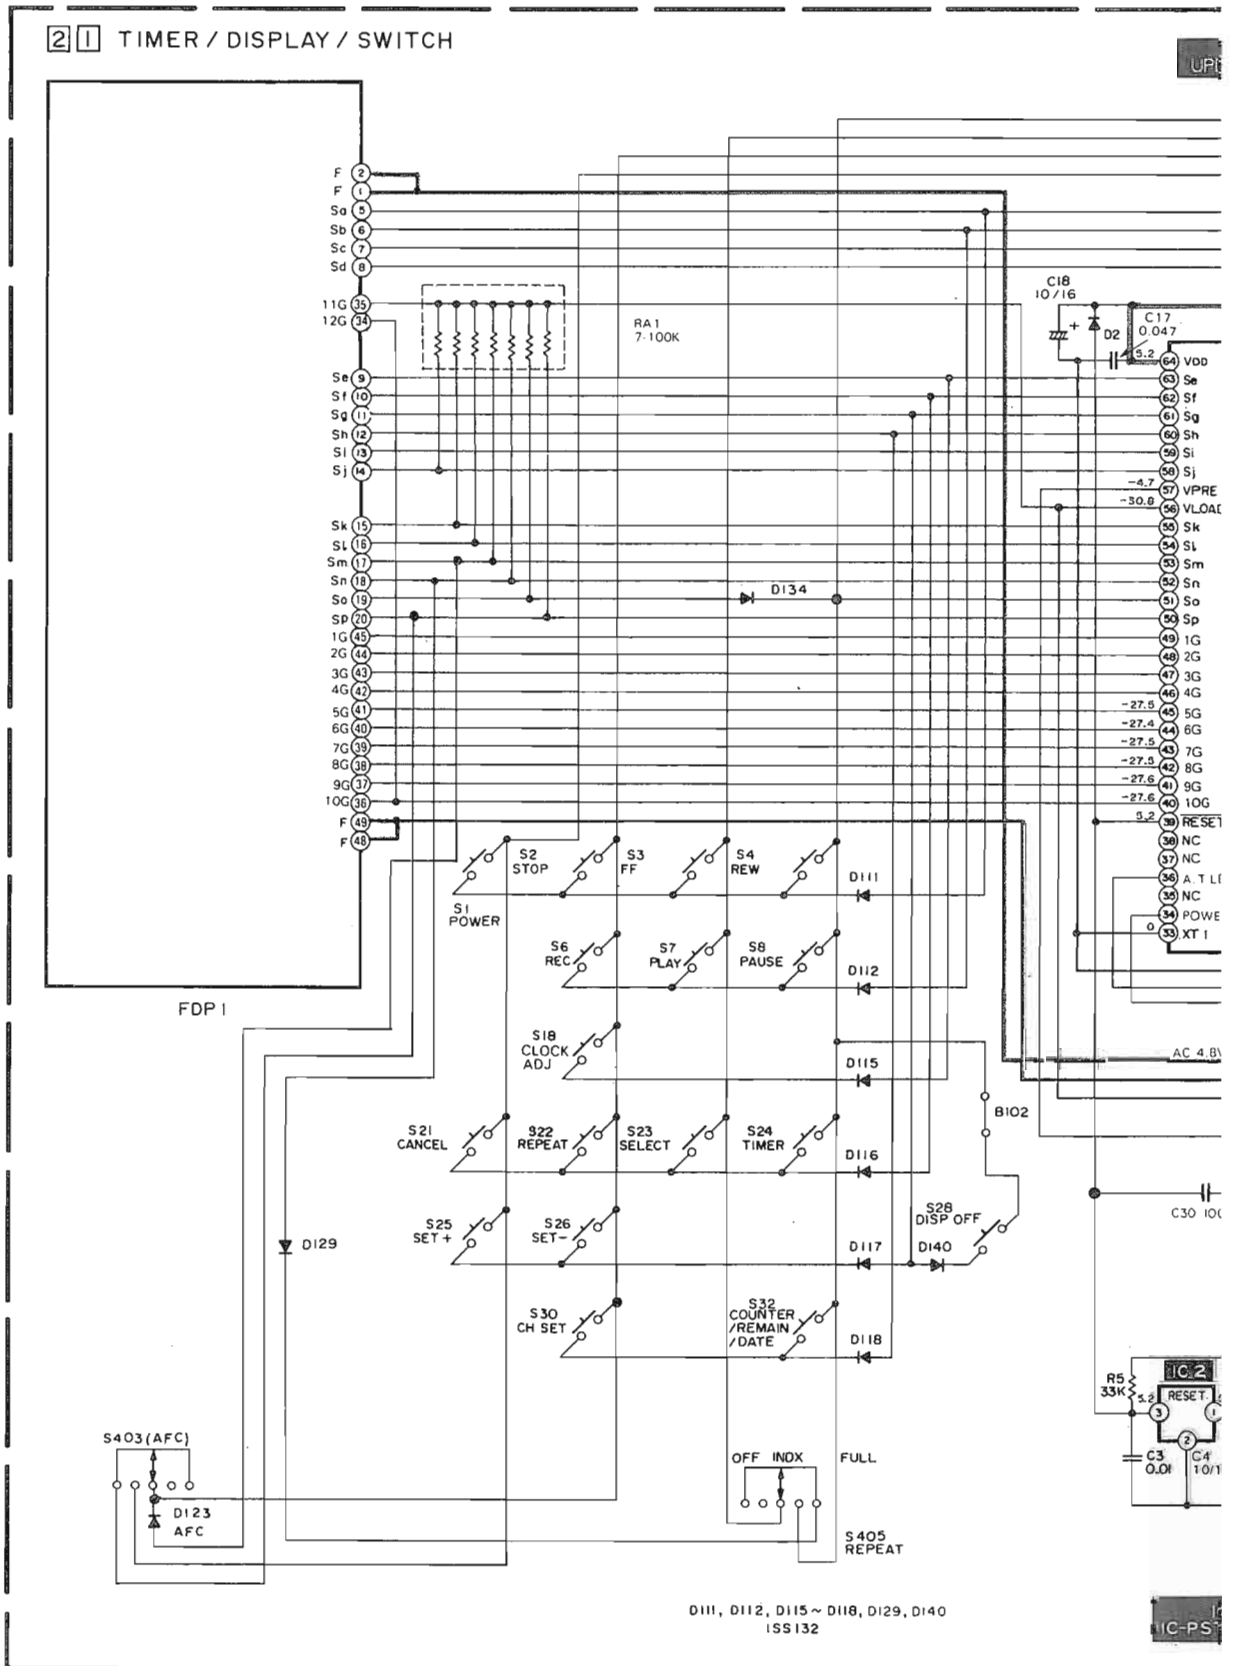 2 1 TIMER / DISPLAY / SWITCH
F 2
F 1
Sa 5
Sb 6
Sc 7
Sd 8
11G 35
12G 34
RA1
7-100K
C18
10/16
+
D2
C17
0.047
5.2
64 VDD
Se 9
63 Se
Sf 10
62 Sf
Sg 11
61 Sg
Sh 12
60 Sh
Si 13
59 Si
Sj 14
58 Sj
-4.7
57 VPRE
-30.8
56
Sk 15
55 Sk
SL 16
54 SL
Sm 17
53 Sm
Sn 18
52 Sn
So 19
D134
51 So
Sp 20
50 Sp
1G 45
49 1G
2G 44
48 2G
3G 43
47 3G
4G 42
46 4G
5G 41
-27.5
45 5G
6G 40
-27.4
44 6G
7G 39
-27.5
43 7G
8G 38
-27.5
42 8G
9G 37
-27.6
41 9G
10G 36
-27.6
40 10G
F 49
5.2
39 RESET
F 48
38 NC
37 NC
36 A.T
35 NC
34
0
33 XT1
S2
STOP
S3
FF
S4
REW
D111
S1
POWER
S6
REC
S7
PLAY
S8
PAUSE
D112
FDP1
S18
CLOCK
ADJ
D115
AC 4.8V
B102
S21
CANCEL
S22
REPEAT
S23
SELECT
S24
TIMER
D116
S25
SET+
S26
SET-
S28
DISP OFF
D117
D140
C30
D129
S30
CH SET
S32
COUNTER
/REMAIN
/DATE
D118
IC2
R5
33K
5.2
RESET
3
1
2
C3
0.01
C4
S403(AFC)
D123
AFC
OFF INDX FULL
S405
REPEAT
D111, D112, D115~D118, D129, D140
1SS132